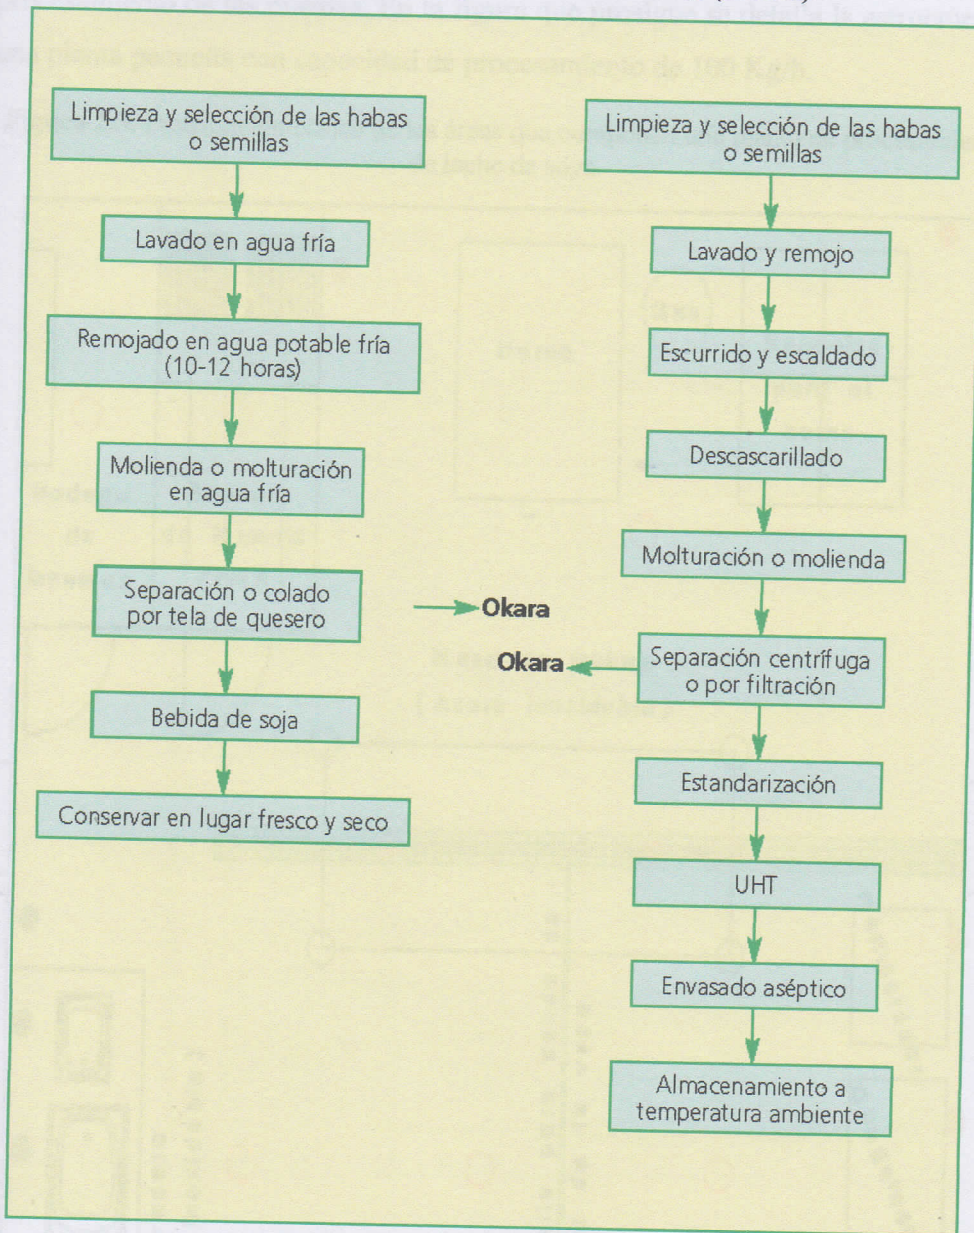 Limpieza y selección de las habas
o semillas
Lavado en agua fría
Remojado en agua potable fría
(10-12 horas)
Molienda o molturación
en agua fría
Separación o colado
por tela de quesero
Okara
Bebida de soja
Conservar en lugar fresco y seco
Limpieza y selección de las habas
o semillas
Lavado y remojo
Escurrido y escaldado
Descascarillado
Molturación o molienda
Okara
Separación centrífuga
o por filtración
Estandarización
UHT
Envasado aséptico
Almacenamiento a
temperatura ambiente